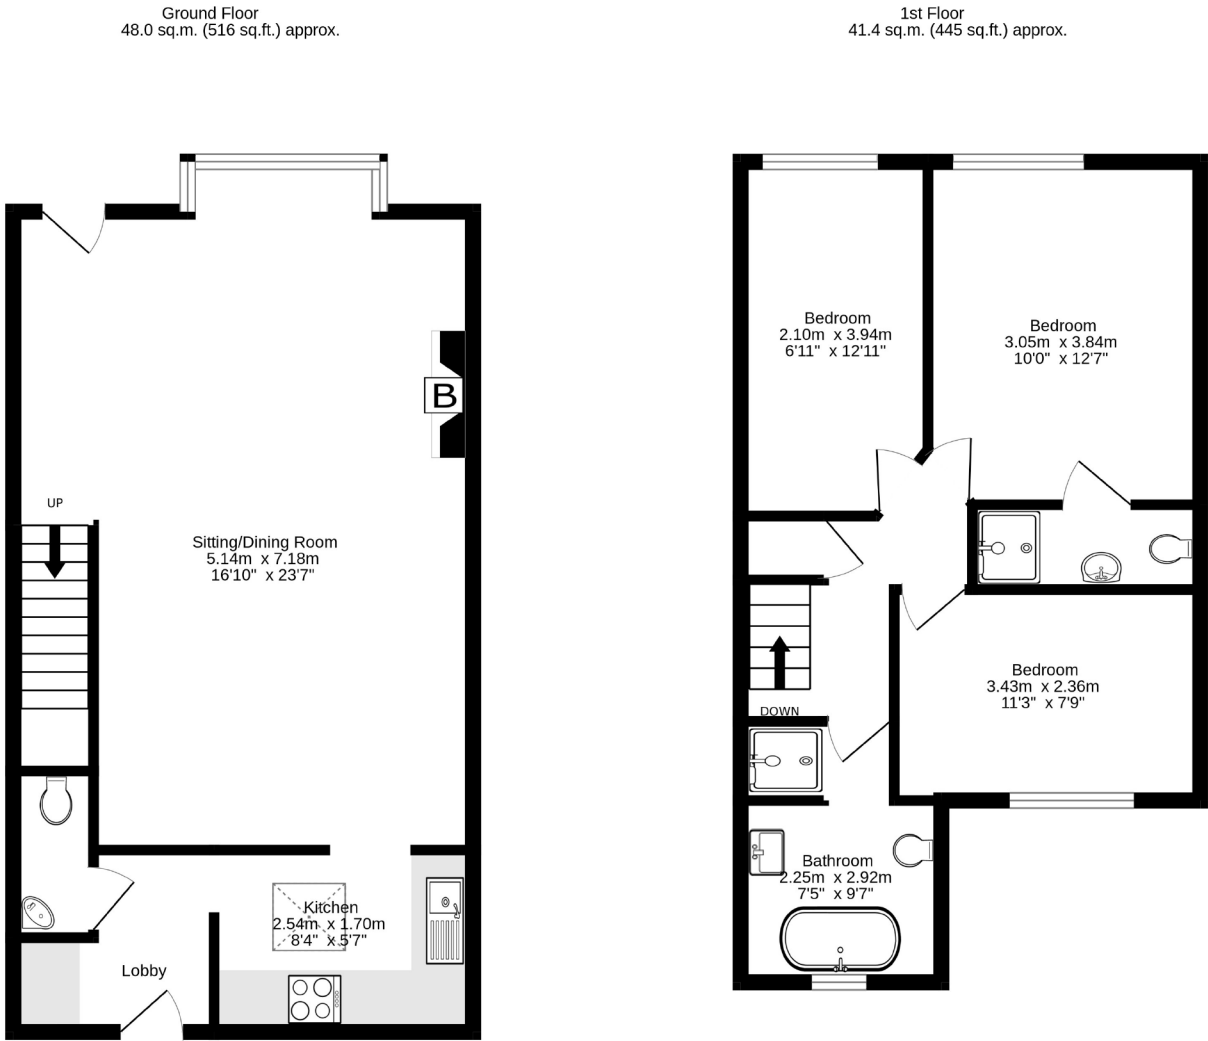 Ground Floor
48.0 sq.m. (516 sq.ft.) approx.
1st Floor
41.4 sq.m. (445 sq.ft.) approx.
B
UP
Sitting/Dining Room
5.14m x 7.18m
16'10" x 23'7"
Kitchen
2.54m x 1.70m
8'4" x 5'7"
Lobby
Bedroom
2.10m x 3.94m
6'11" x 12'11"
Bedroom
3.05m x 3.84m
10'0" x 12'7"
Bedroom
3.43m x 2.36m
11'3" x 7'9"
DOWN
Bathroom
2.25m x 2.92m
7'5" x 9'7"